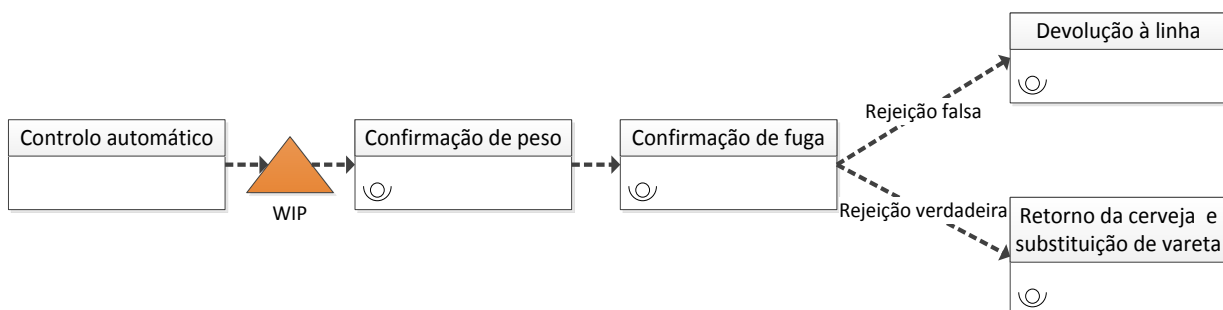 Devolução à linha
Controlo automático
Confirmação de peso
Confirmação de fuga
Rejeição falsa
WIP
Rejeição verdadeira
Retorno da cerveja e
substituição de vareta